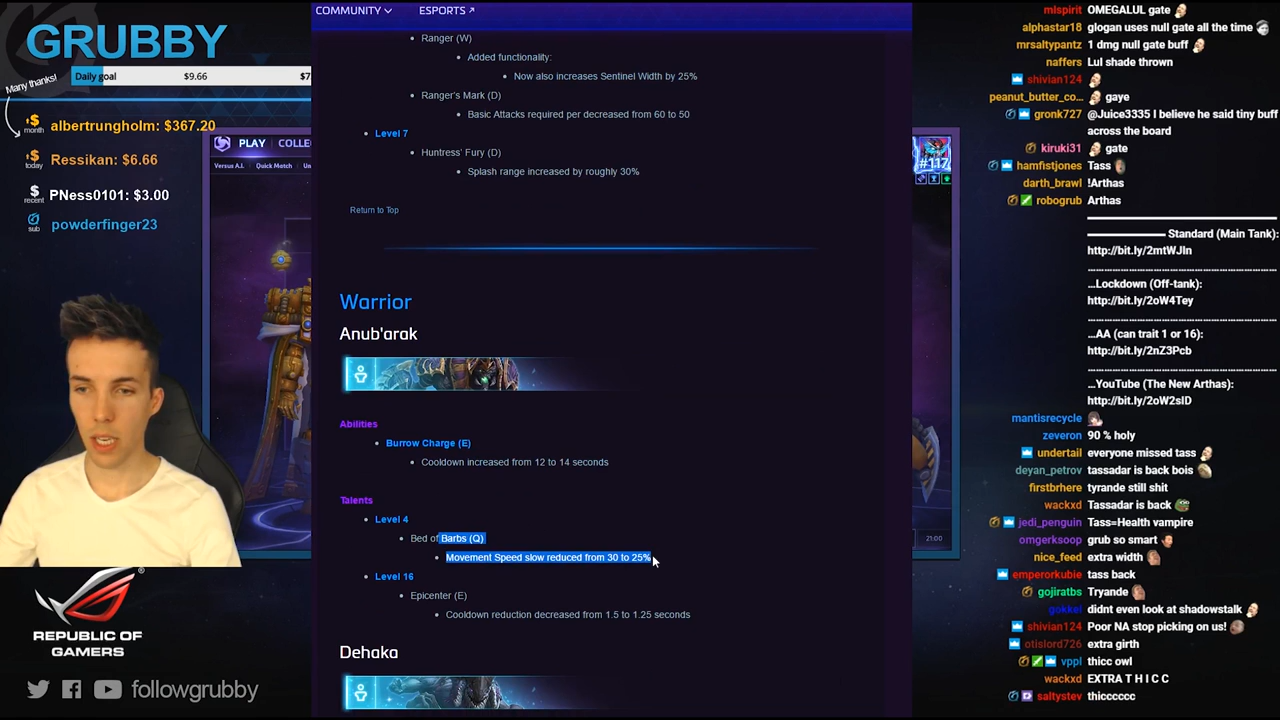 GRUBBY
Many thanks!
Daily goal
$9.66
$7
month
albertrungholm: $367.20
today
Ressikan: $6.66
recent
PNess0101: $3.00
sub
powderfinger23
PLAY
COLLE
Versus A.I.
Quick Match
#117
21:00
REPUBLIC OF
GAMERS
followgrubby
COMMUNITY
ESPORTS
Ranger (W)
Added functionality:
Now also increases Sentinel Width by 25%
Ranger's Mark (D)
Basic Attacks required per decreased from 60 to 50
Level 7
Huntress' Fury (D)
Splash range increased by roughly 30%
Return to Top
Warrior
Anub'arak
Abilities
Burrow Charge (E)
Cooldown increased from 12 to 14 seconds
Talents
Level 4
Bed of Barbs (Q)
Movement Speed slow reduced from 30 to 25%
Level 16
Epicenter (E)
Cooldown reduction decreased from 1.5 to 1.25 seconds
Dehaka
mlspirit OMEGALUL gate
alphastar18 glogan uses null gate all the time
mrsaltypantz 1 dmg null gate buff
naffers Lul shade thrown
shivian124
peanut_butter_co... gaye
gronk727 @Juice3335 I believe he said tiny buff
across the board
kiruki31 gate
hamfistjones Tass
darth_brawl !Arthas
robogrub Arthas
Standard (Main Tank):
http://bit.ly/2mtWJln
...Lockdown (Off-tank):
http://bit.ly/2oW4Tey
...AA (can trait 1 or 16):
http://bit.ly/2nZ3Pcb
...YouTube (The New Arthas):
http://bit.ly/2oW2slD
mantisrecycle
zeveron 90 % holy
undertail everyone missed tass
deyan_petrov tassadar is back bois
firstbrhere tyrande still shit
wackxd Tassadar is back
jedi_penguin Tass=Health vampire
omgerksoop grub so smart
nice_feed extra width
emperorkubie tass back
gojiratbs Tryande
gokkel didnt even look at shadowstalk
shivian124 Poor NA stop picking on us!
otislord726 extra girth
vppl thicc owl
wackxd EXTRA T H I C C
saltystev thicccccc